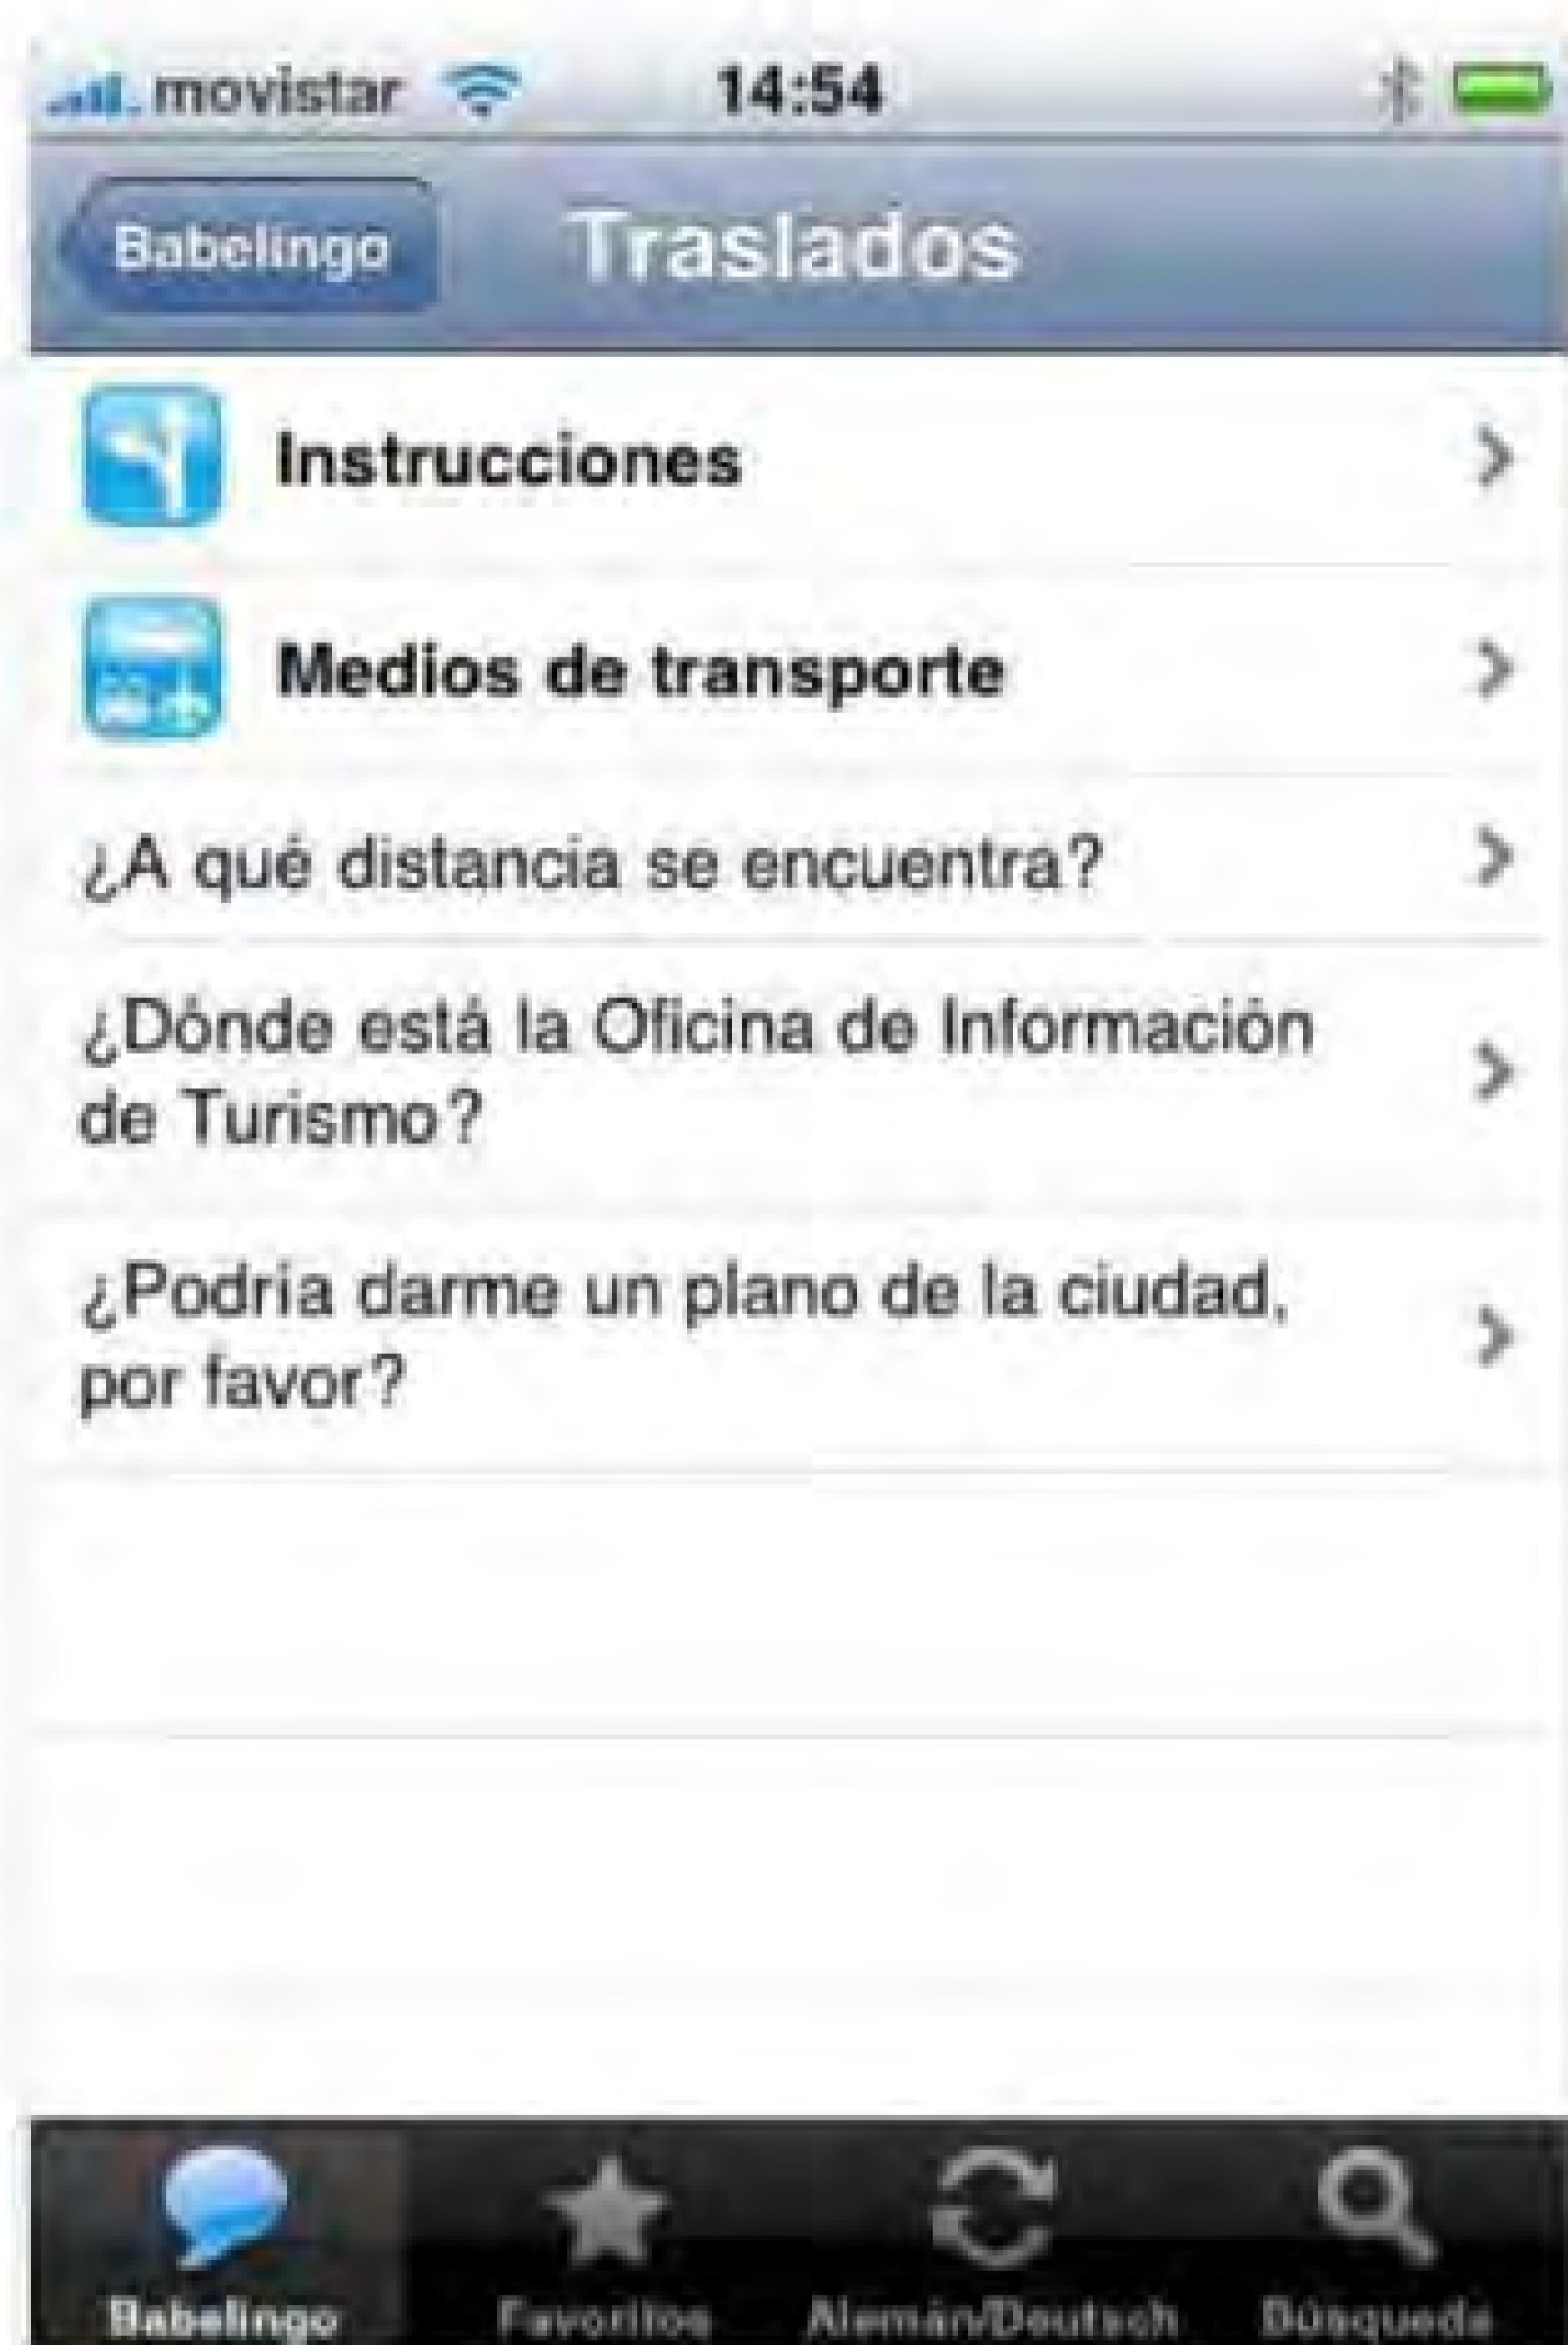 movistar 14:54
Babelingo Traslados
Instrucciones
Medios de transporte
¿A qué distancia se encuentra?
¿Dónde está la Oficina de Información
de Turismo?
¿Podría darme un plano de la ciudad,
por favor?
Babelingo Favoritos Alemán/Deutsch Búsqueda